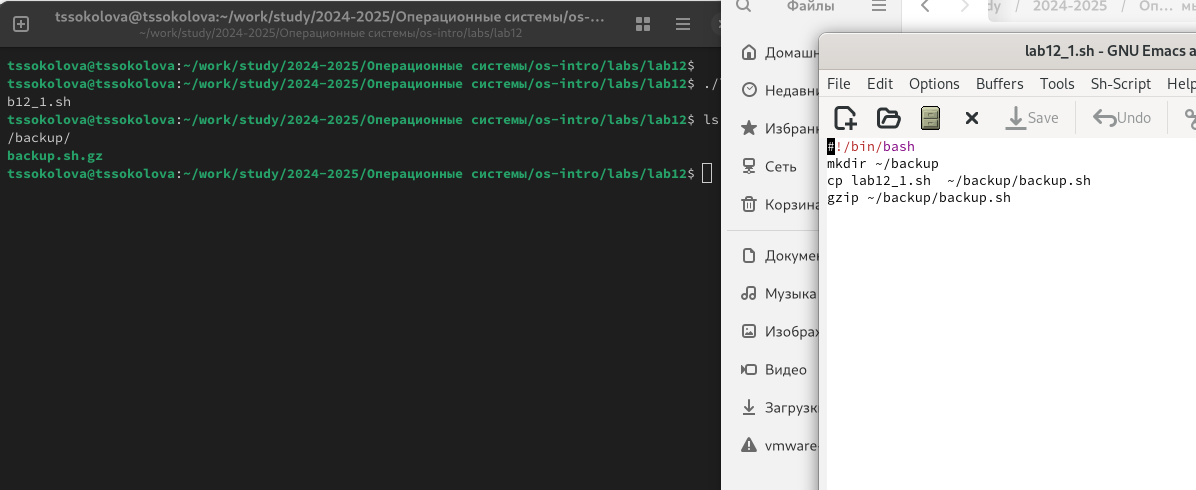 tssokolova@tssokolova:~/work/study/2024-2025/Операционные системы/os-...
~/work/study/2024-2025/Операционные системы/os-intro/labs/lab12
tssokolova@tssokolova:~/work/study/2024-2025/Операционные системы/os-intro/labs/lab12$
tssokolova@tssokolova:~/work/study/2024-2025/Операционные системы/os-intro/labs/lab12$ ./
b12_1.sh
tssokolova@tssokolova:~/work/study/2024-2025/Операционные системы/os-intro/labs/lab12$ ls
/backup/
backup.sh.gz
tssokolova@tssokolova:~/work/study/2024-2025/Операционные системы/os-intro/labs/lab12$
Файлы
Домашн
Недавни
Избранн
Сеть
Корзина
Докумен
Музыка
Изображ
Видео
Загрузк
vmware-
/ 2024-2025 / Оп... мы
lab12_1.sh - GNU Emacs a
File Edit Options Buffers Tools Sh-Script Help
Save Undo
#!/bin/bash
mkdir ~/backup
cp lab12_1.sh  ~/backup/backup.sh
gzip ~/backup/backup.sh